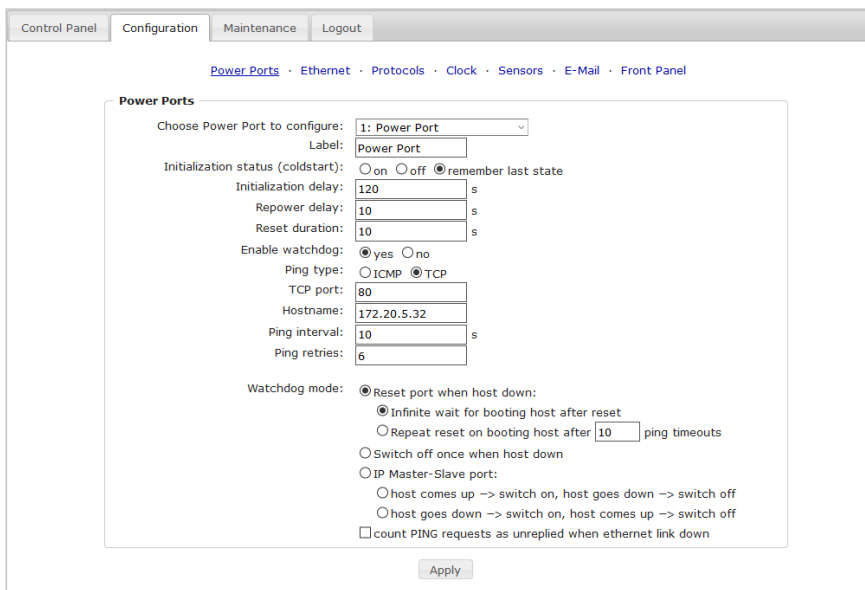 Control Panel Configuration Maintenance Logout
Power Ports · Ethernet · Protocols · Clock · Sensors · E-Mail · Front Panel
Power Ports
Choose Power Port to configure: 1: Power Port
Label: Power Port
Initialization status (coldstart): on off remember last state
Initialization delay: 120 s
Repower delay: 10 s
Reset duration: 10 s
Enable watchdog: yes no
Ping type: ICMP TCP
TCP port: 80
Hostname: 172.20.5.32
Ping interval: 10 s
Ping retries: 6
Watchdog mode: Reset port when host down:
Infinite wait for booting host after reset
Repeat reset on booting host after 10 ping timeouts
Switch off once when host down
IP Master-Slave port:
host comes up −> switch on, host goes down −> switch off
host goes down −> switch on, host comes up −> switch off
count PING requests as unreplied when ethernet link down
Apply